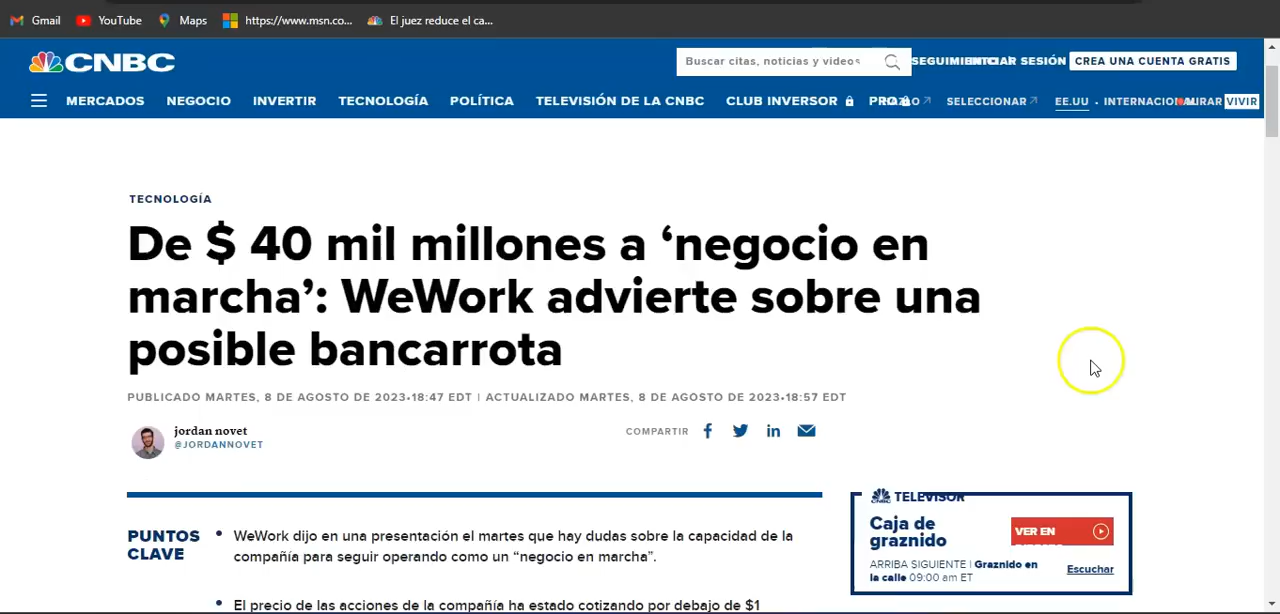 Gmail YouTube Maps https://www.msn.co... El juez reduce el ca...
CNBC
Buscar citas, noticias y videos
SESIÓN CREA UNA CUENTA GRATIS
MERCADOS NEGOCIO INVERTIR TECNOLOGÍA POLÍTICA TELEVISIÓN DE LA CNBC CLUB INVERSOR PRO SELECCIONAR EE.UU INTERNACIONAL MIRAR VIVIR
TECNOLOGÍA
De $ 40 mil millones a ‘negocio en
marcha’: WeWork advierte sobre una
posible bancarrota
PUBLICADO MARTES, 8 DE AGOSTO DE 2023•18:47 EDT | ACTUALIZADO MARTES, 8 DE AGOSTO DE 2023•18:57 EDT
jordan novet
@JORDANNOVET
COMPARTIR
PUNTOS
CLAVE
• WeWork dijo en una presentación el martes que hay dudas sobre la capacidad de la
compañía para seguir operando como un “negocio en marcha”.
• El precio de las acciones de la compañía ha estado cotizando por debajo de $1
CNBC TELEVISOR
Caja de
graznido
VER EN
ARRIBA SIGUIENTE | Graznido en
la calle 09:00 am ET
Escuchar